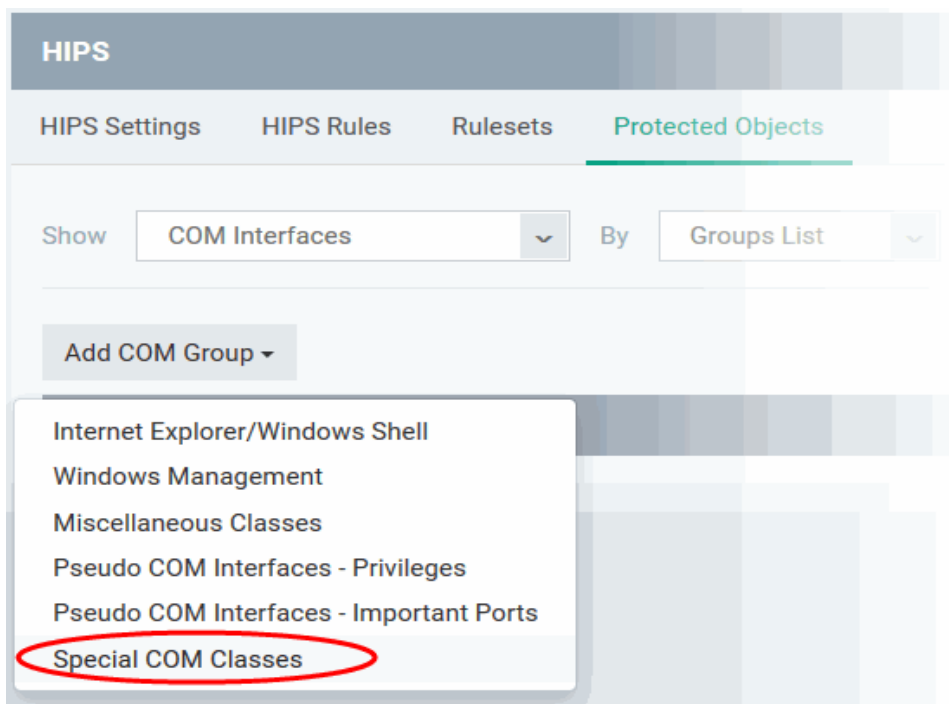 HIPS
HIPS Settings HIPS Rules Rulesets Protected Objects
Show COM Interfaces By Groups List
Add COM Group
Internet Explorer/Windows Shell
Windows Management
Miscellaneous Classes
Pseudo COM Interfaces - Privileges
Pseudo COM Interfaces - Important Ports
Special COM Classes